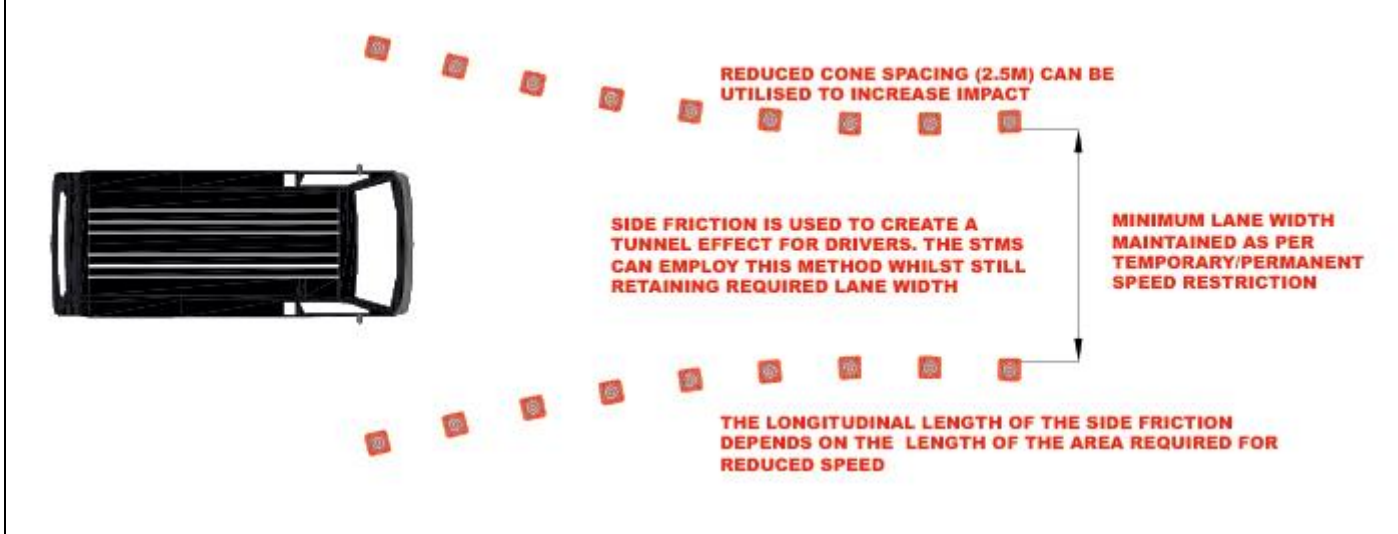 REDUCED CONE SPACING (2.5M) CAN BE
UTILISED TO INCREASE IMPACT
SIDE FRICTION IS USED TO CREATE A
TUNNEL EFFECT FOR DRIVERS. THE STMS
CAN EMPLOY THIS METHOD WHILST STILL
RETAINING REQUIRED LANE WIDTH
MINIMUM LANE WIDTH
MAINTAINED AS PER
TEMPORARY/PERMANENT
SPEED RESTRICTION
THE LONGITUDINAL LENGTH OF THE SIDE FRICTION
DEPENDS ON THE LENGTH OF THE AREA REQUIRED FOR
REDUCED SPEED